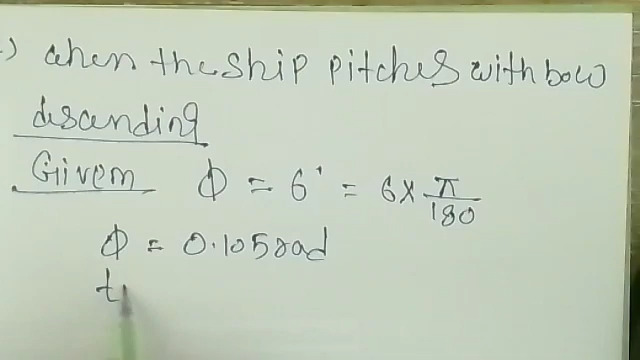 ) when the ship pitches with bow
descending
Given ϕ = 6° = 6 × π/180
ϕ = 0.105 rad
t